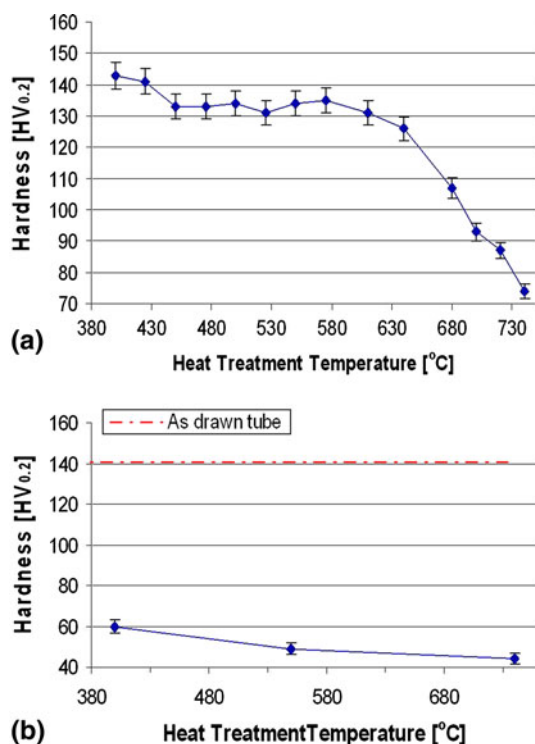 160
150
140
130
120
110
100
90
80
70
Hardness [HV0.2]
380 430 480 530 580 630 680 730
(a) Heat Treatment Temperature [°C]
As drawn tube
160
140
120
100
80
60
40
Hardness [HV0.2]
380 480 580 680
(b) Heat TreatmentTemperature [°C]